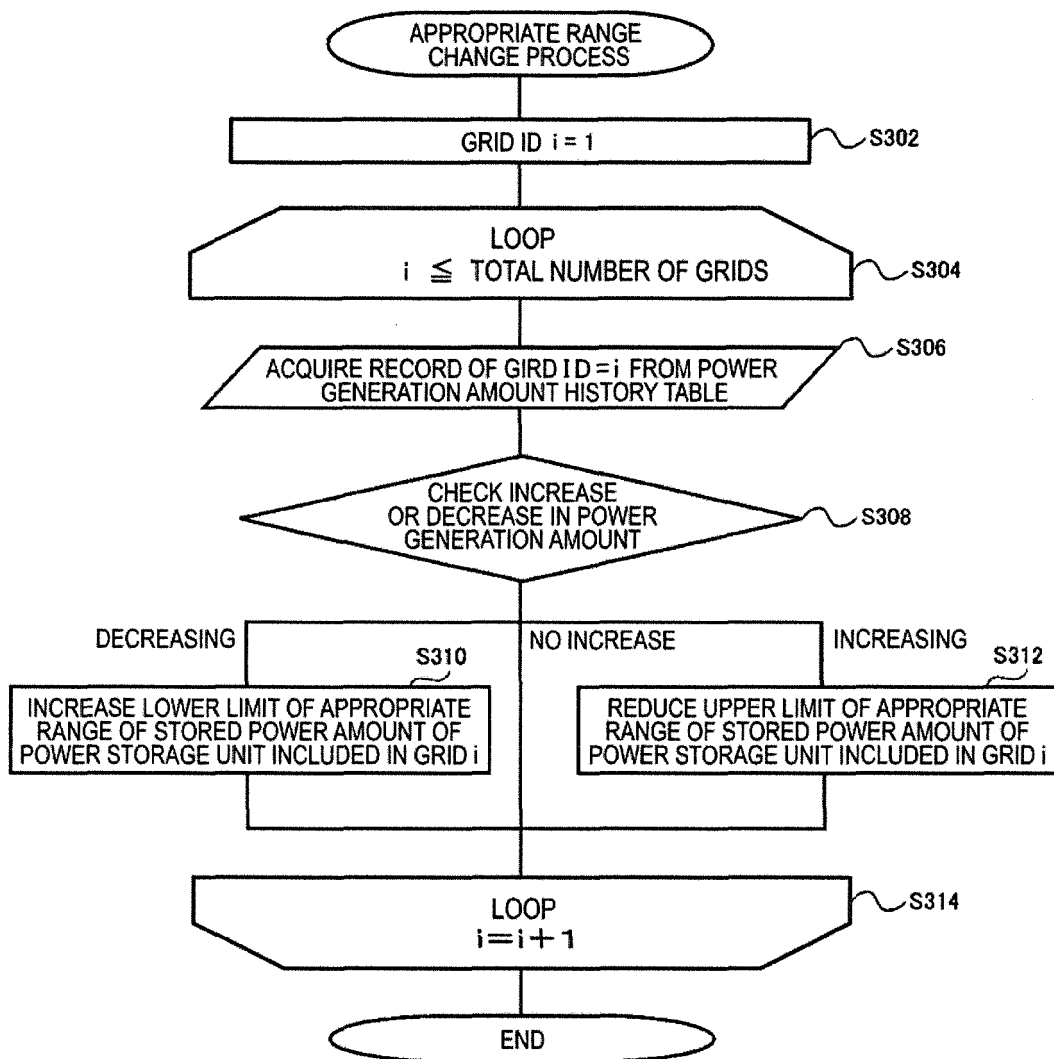 APPROPRIATE RANGE
CHANGE PROCESS
GRID ID i = 1
S302
LOOP
i ≦ TOTAL NUMBER OF GRIDS
S304
S306
ACQUIRE RECORD OF GIRD ID = i FROM POWER
GENERATION AMOUNT HISTORY TABLE
CHECK INCREASE
OR DECREASE IN POWER
GENERATION AMOUNT
S308
DECREASING
NO INCREASE
INCREASING
S310
S312
INCREASE LOWER LIMIT OF APPROPRIATE
RANGE OF STORED POWER AMOUNT OF
POWER STORAGE UNIT INCLUDED IN GRID i
REDUCE UPPER LIMIT OF APPROPRIATE
RANGE OF STORED POWER AMOUNT OF
POWER STORAGE UNIT INCLUDED IN GRID i
LOOP
i = i + 1
S314
END